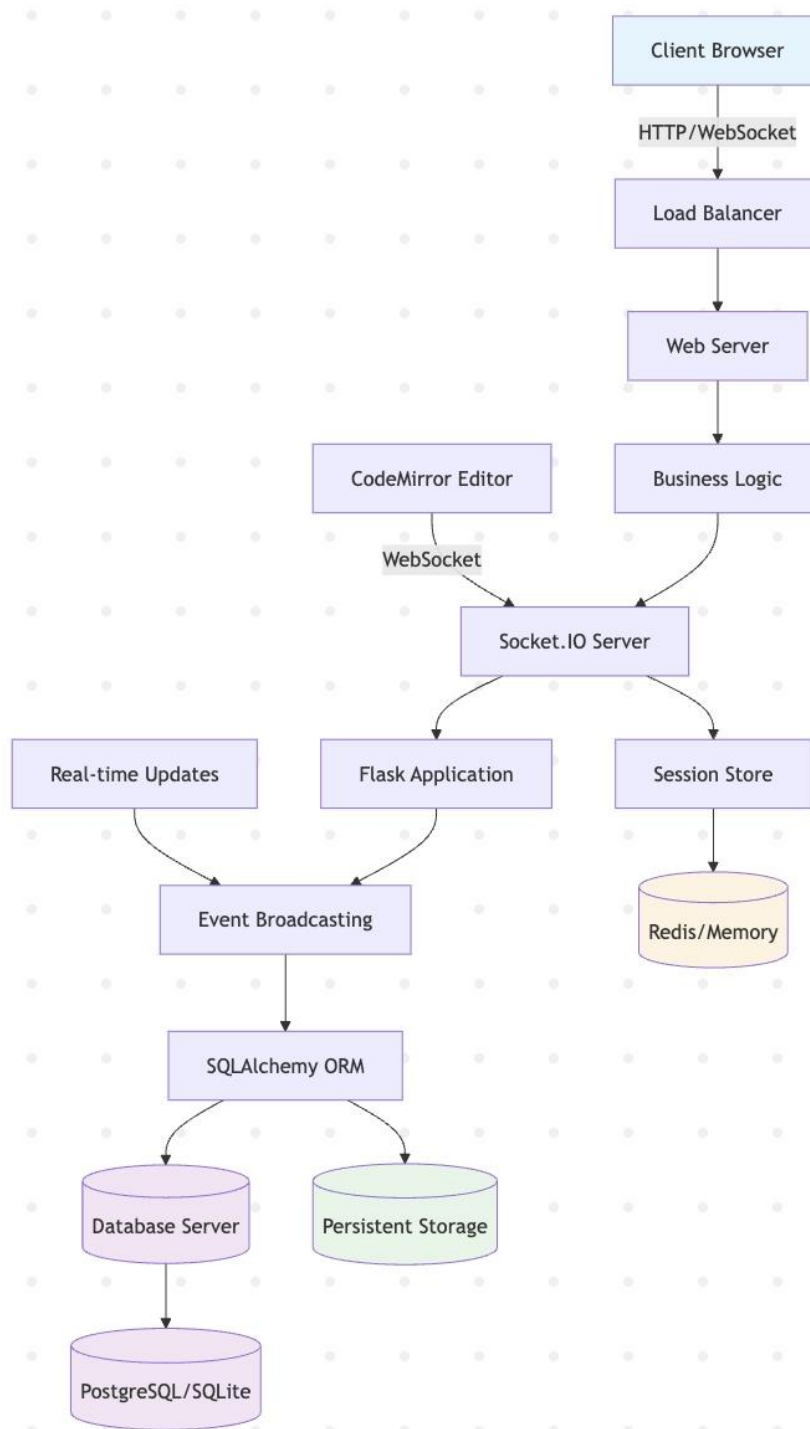 Client Browser
HTTP/WebSocket
Load Balancer
Web Server
CodeMirror Editor
Business Logic
WebSocket
Socket.IO Server
Real-time Updates
Flask Application
Session Store
Event Broadcasting
Redis/Memory
SQLAlchemy ORM
Database Server
Persistent Storage
PostgreSQL/SQLite